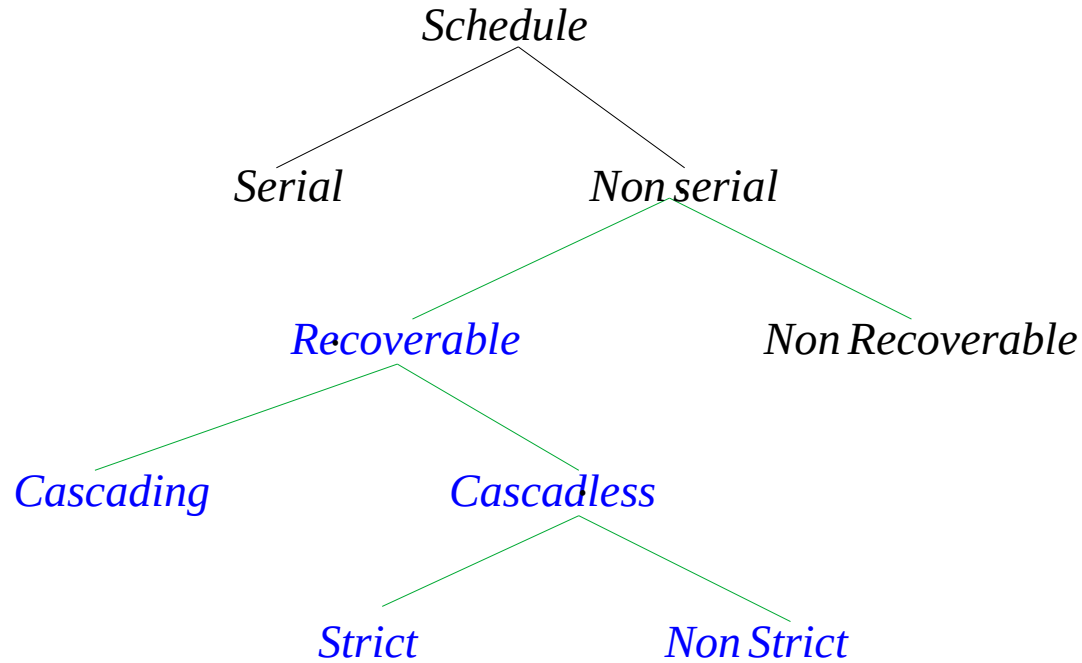 Schedule
Serial
Non serial
Recoverable
Non Recoverable
Cascading
Cascadless
Strict
Non Strict